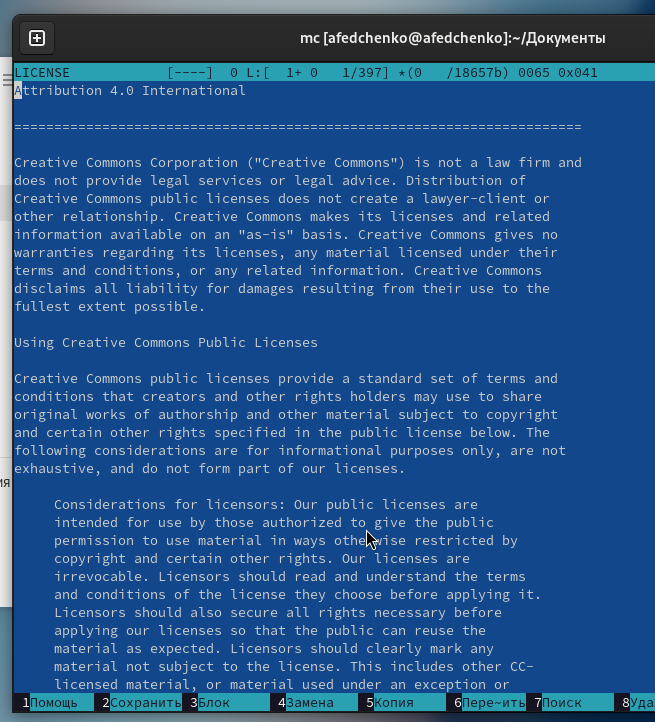 mc [afedchenko@afedchenko]:~/Документы
LICENSE [----] 0 L:[ 1+ 0 1/397] *(0 /18657b) 0065 0x041
Attribution 4.0 International
=======================================================================
Creative Commons Corporation ("Creative Commons") is not a law firm and
does not provide legal services or legal advice. Distribution of
Creative Commons public licenses does not create a lawyer-client or
other relationship. Creative Commons makes its licenses and related
information available on an "as-is" basis. Creative Commons gives no
warranties regarding its licenses, any material licensed under their
terms and conditions, or any related information. Creative Commons
disclaims all liability for damages resulting from their use to the
fullest extent possible.
Using Creative Commons Public Licenses
Creative Commons public licenses provide a standard set of terms and
conditions that creators and other rights holders may use to share
original works of authorship and other material subject to copyright
and certain other rights specified in the public license below. The
following considerations are for informational purposes only, are not
exhaustive, and do not form part of our licenses.
Considerations for licensors: Our public licenses are
intended for use by those authorized to give the public
permission to use material in ways otherwise restricted by
copyright and certain other rights. Our licenses are
irrevocable. Licensors should read and understand the terms
and conditions of the license they choose before applying it.
Licensors should also secure all rights necessary before
applying our licenses so that the public can reuse the
material as expected. Licensors should clearly mark any
material not subject to the license. This includes other CC-
licensed material, or material used under an exception or
1Помощь 2Сохранить 3Блок 4Замена 5Копия 6Пере~ить 7Поиск 8Уда